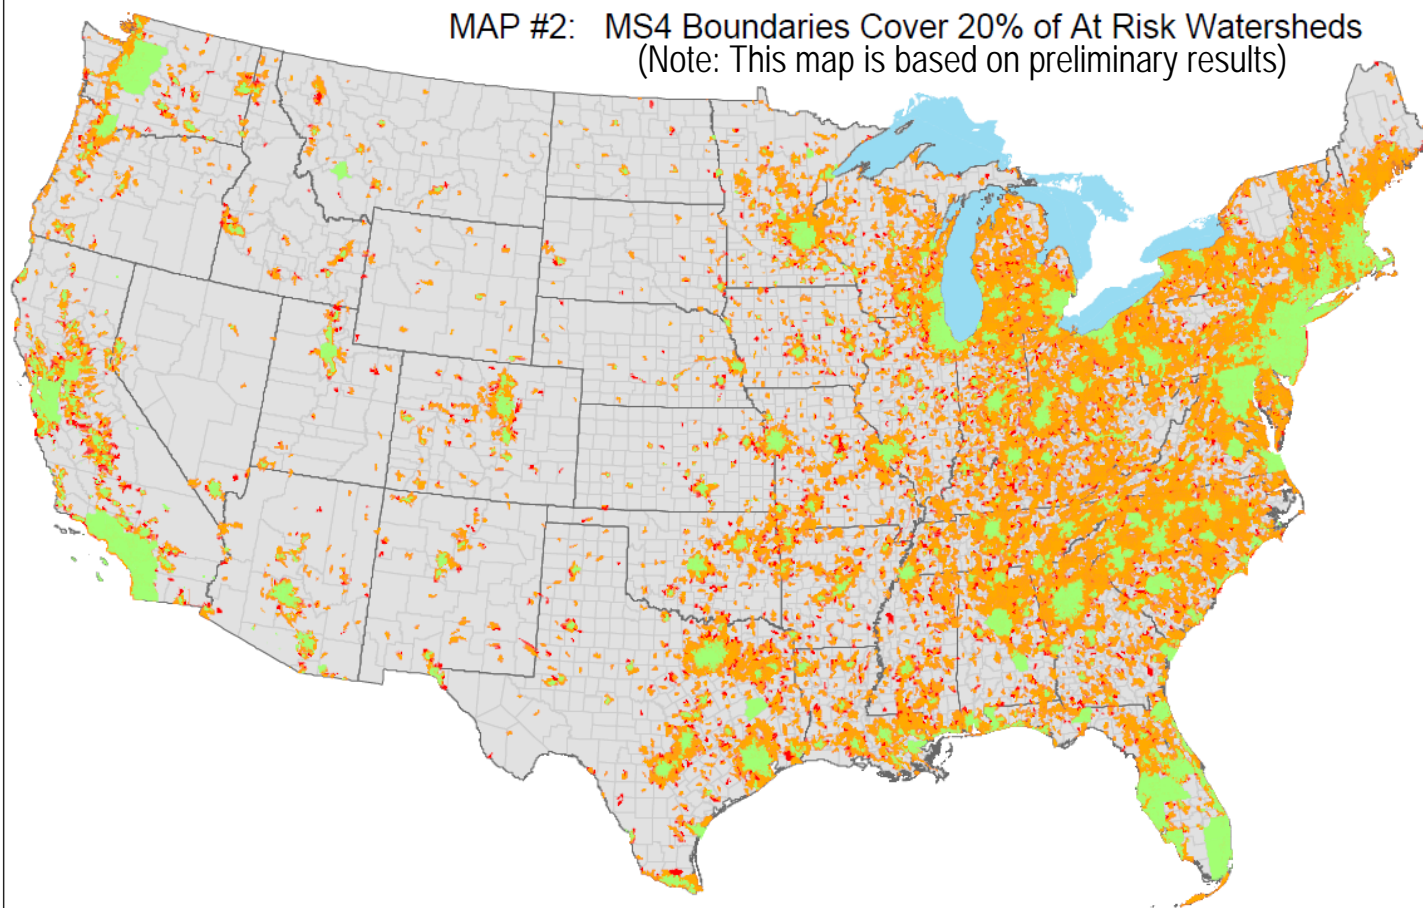 MAP #2: MS4 Boundaries Cover 20% of At Risk Watersheds
(Note: This map is based on preliminary results)